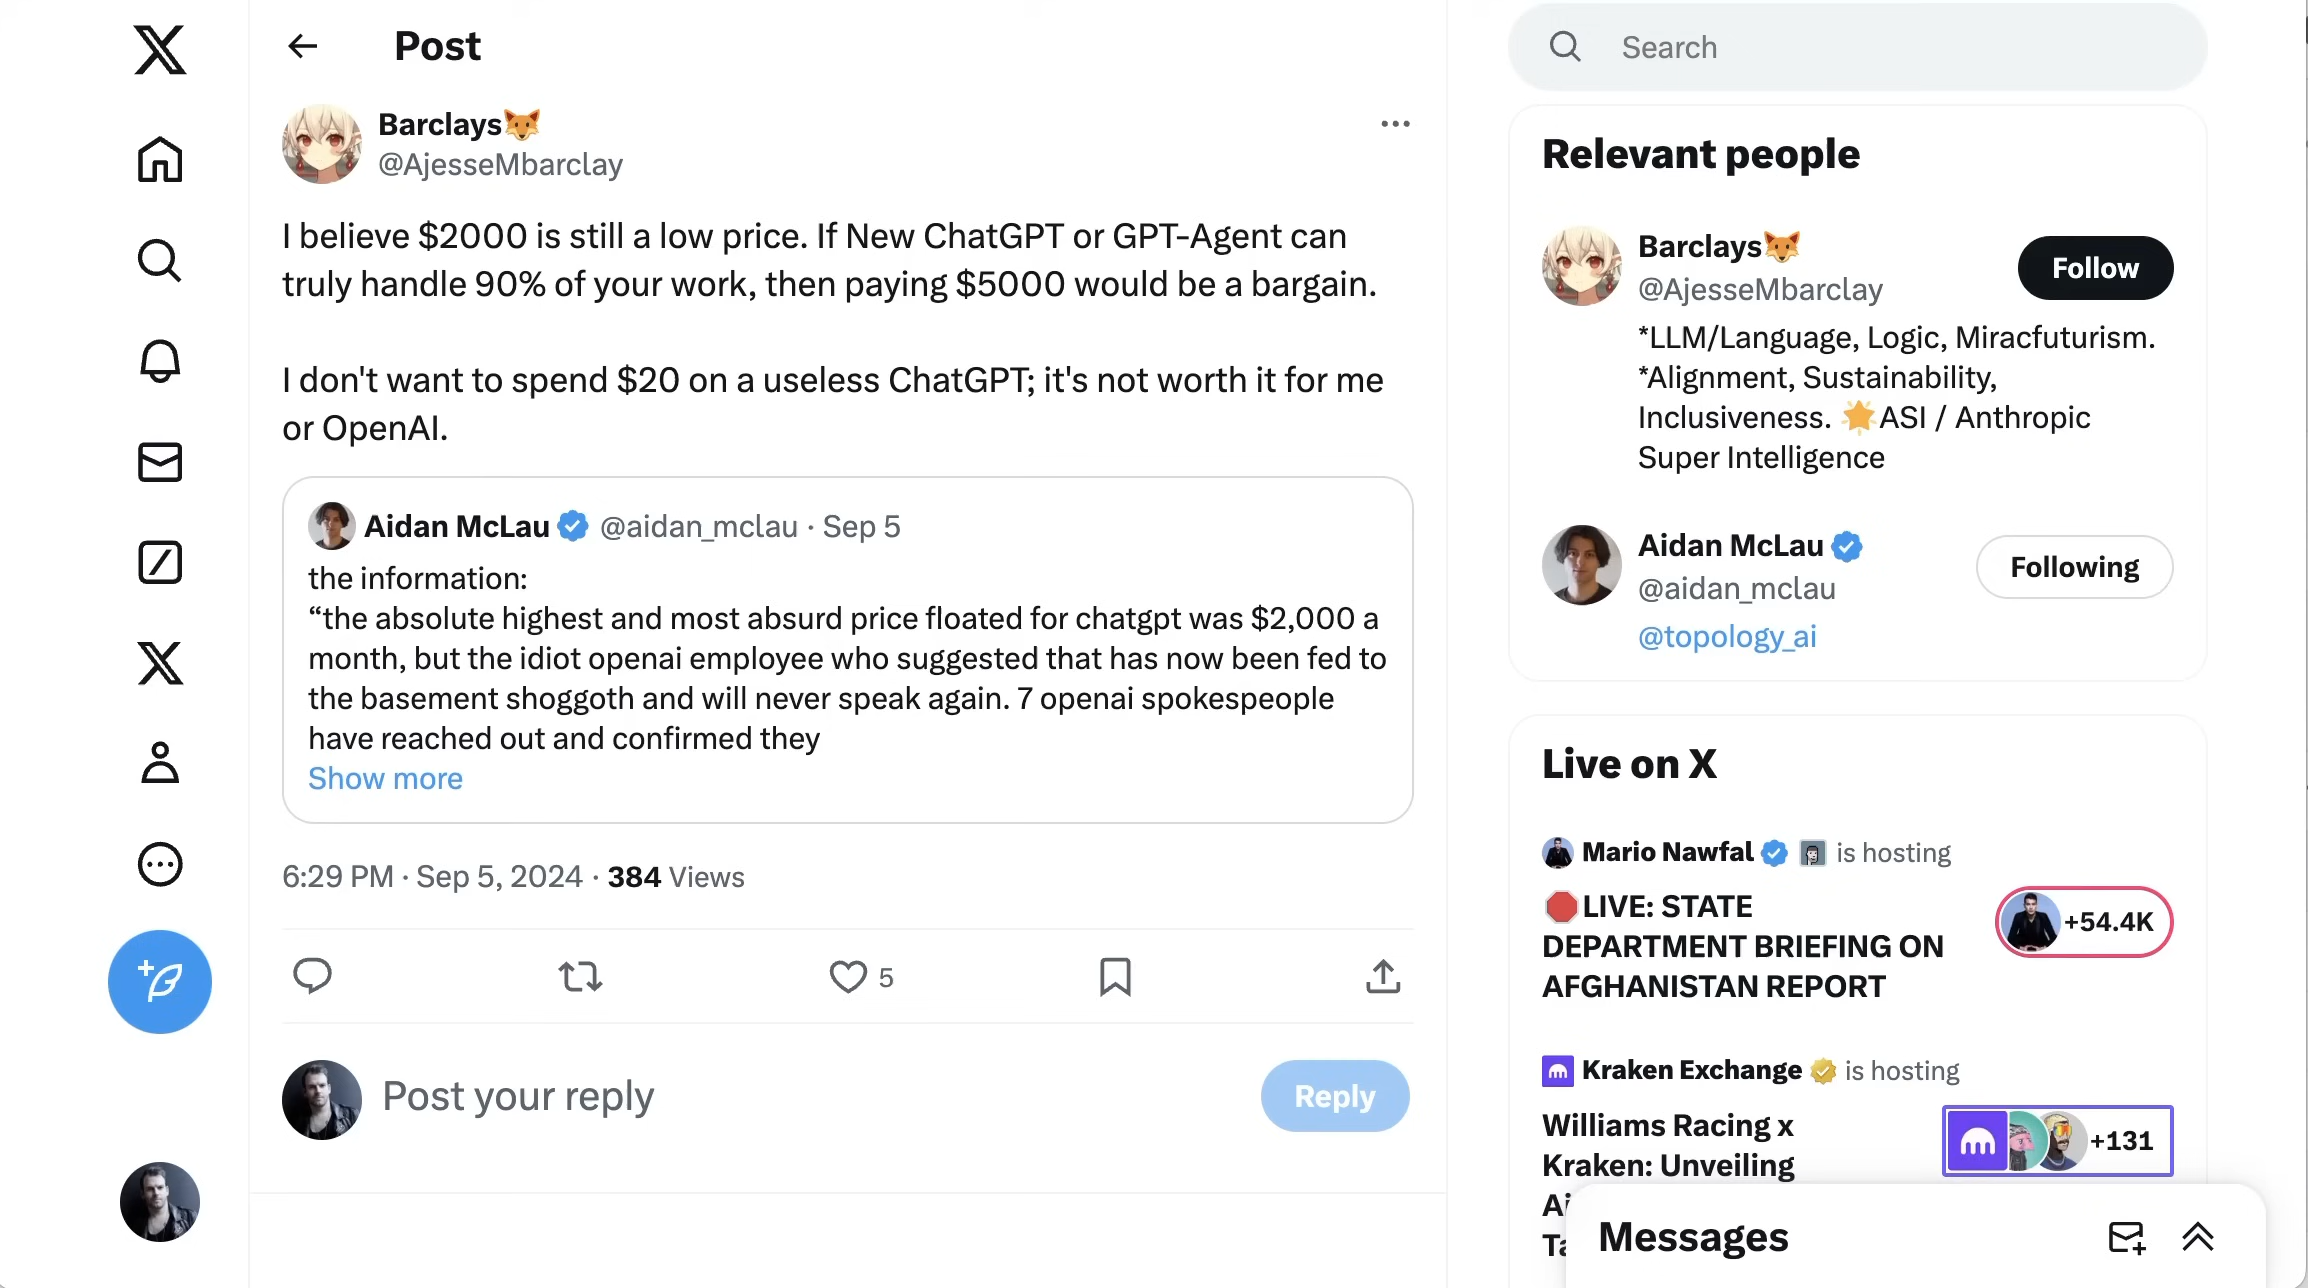 Post
Barclays🦊
@AjesseMbarclay
I believe $2000 is still a low price. If New ChatGPT or GPT-Agent can
truly handle 90% of your work, then paying $5000 would be a bargain.
I don't want to spend $20 on a useless ChatGPT; it's not worth it for me
or OpenAI.
Aidan McLau @aidan_mclau · Sep 5
the information:
“the absolute highest and most absurd price floated for chatgpt was $2,000 a
month, but the idiot openai employee who suggested that has now been fed to
the basement shoggoth and will never speak again. 7 openai spokespeople
have reached out and confirmed they
Show more
6:29 PM · Sep 5, 2024 · 384 Views
5
Post your reply
Reply
Search
Relevant people
Barclays🦊
@AjesseMbarclay
Follow
*LLM/Language, Logic, Miracfuturism.
*Alignment, Sustainability,
Inclusiveness. 🌟ASI / Anthropic
Super Intelligence
Aidan McLau
@aidan_mclau
Following
@topology_ai
Live on X
Mario Nawfal is hosting
🛑LIVE: STATE
DEPARTMENT BRIEFING ON
AFGHANISTAN REPORT
+54.4K
Kraken Exchange is hosting
Williams Racing x
Kraken: Unveiling
+131
Messages